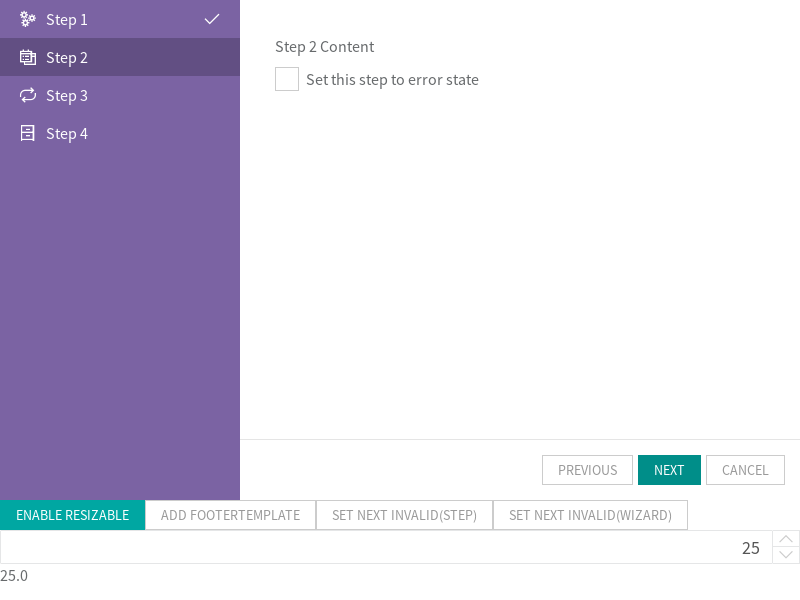 Step 1
Step 2
Step 3
Step 4
Step 2 Content
Set this step to error state
PREVIOUS NEXT CANCEL
ENABLE RESIZABLE ADD FOOTERTEMPLATE SET NEXT INVALID(STEP) SET NEXT INVALID(WIZARD)
25
25.0